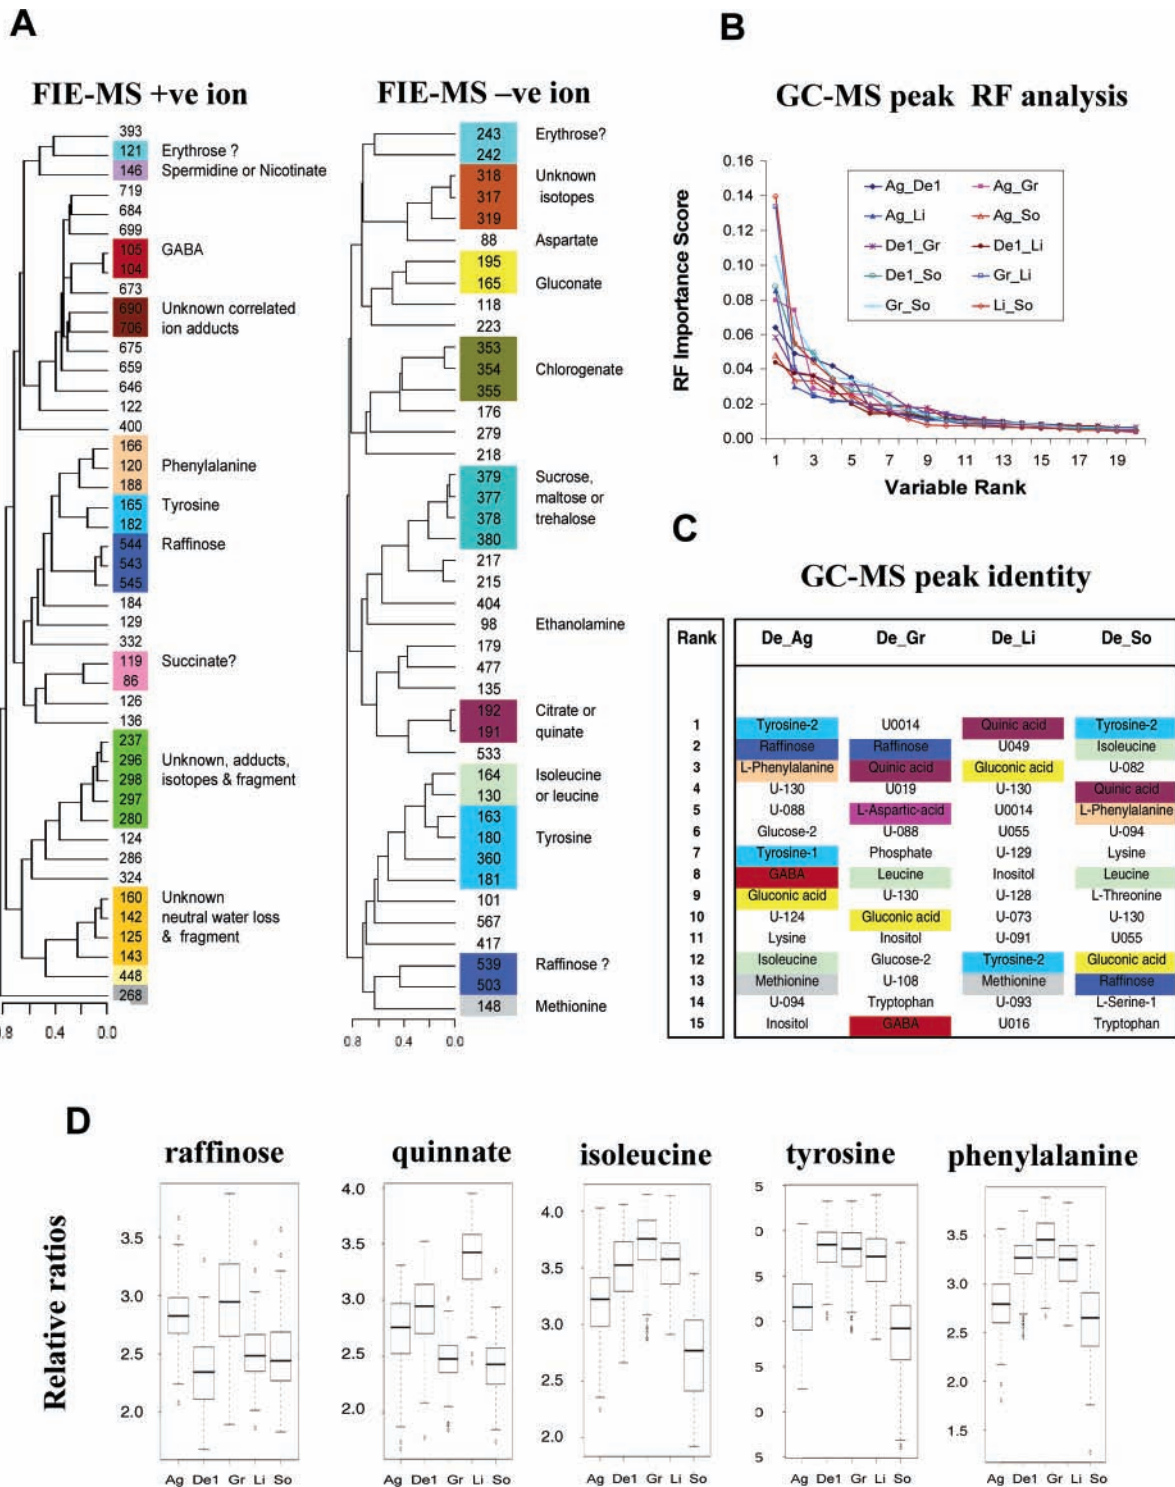 A
FIE-MS +ve ion
393
121 Erythrose ?
146 Spermidine or Nicotinate
719
684
699
105 GABA
104
673
690 Unknown correlated
706 ion adducts
675
659
646
122
400
166
120 Phenylalanine
188
165 Tyrosine
182
544 Raffinose
543
545
184
129
332
119 Succinate?
86
126
136
237
296 Unknown, adducts,
298 isotopes & fragment
297
280
124
286
324
160 Unknown
142 neutral water loss
125 & fragment
143
448
268
0.8 0.4 0.0
FIE-MS –ve ion
243 Erythrose?
242
318 Unknown
317 isotopes
319
88 Aspartate
195
165 Gluconate
118
223
353
354 Chlorogenate
355
176
279
218
379 Sucrose,
377 maltose or
378 trehalose
380
217
215
404
98 Ethanolamine
179
477
135
192 Citrate or
191 quinate
533
164 Isoleucine
130 or leucine
163
180 Tyrosine
360
181
101
567
417
539 Raffinose ?
503
148 Methionine
0.8 0.4 0.0
B
GC-MS peak RF analysis
RF Importance Score
0.16
0.14
0.12
0.10
0.08
0.06
0.04
0.02
0.00
Ag_De1 Ag_Gr
Ag_Li Ag_So
De1_Gr De1_Li
De1_So Gr_Li
Gr_So Li_So
1 3 5 7 9 11 13 15 17 19
Variable Rank
C
GC-MS peak identity
Rank De_Ag De_Gr De_Li De_So
1 Tyrosine-2 U0014 Quinic acid Tyrosine-2
2 Raffinose Raffinose U049 Isoleucine
3 L-Phenylalanine Quinic acid Gluconic acid U-082
4 U-130 U019 U-130 Quinic acid
5 U-088 L-Aspartic-acid U0014 L-Phenylalanine
6 Glucose-2 U-088 U055 U-094
7 Tyrosine-1 Phosphate U-129 Lysine
8 GABA Leucine Inositol Leucine
9 Gluconic acid U-130 U-128 L-Threonine
10 U-124 Gluconic acid U-073 U-130
11 Lysine Inositol U-091 U055
12 Isoleucine Glucose-2 Tyrosine-2 Gluconic acid
13 Methionine U-108 Methionine Raffinose
14 U-094 Tryptophan U-093 L-Serine-1
15 Inositol GABA U016 Tryptophan
D
Relative ratios
raffinose
3.5
3.0
2.5
2.0
Ag De1 Gr Li So
quinnate
4.0
3.5
3.0
2.5
2.0
Ag De1 Gr Li So
isoleucine
4.0
3.5
3.0
2.5
2.0
Ag De1 Gr Li So
tyrosine
5
0
5
0
5
0
5
Ag De1 Gr Li So
phenylalanine
3.5
3.0
2.5
2.0
1.5
Ag De1 Gr Li So